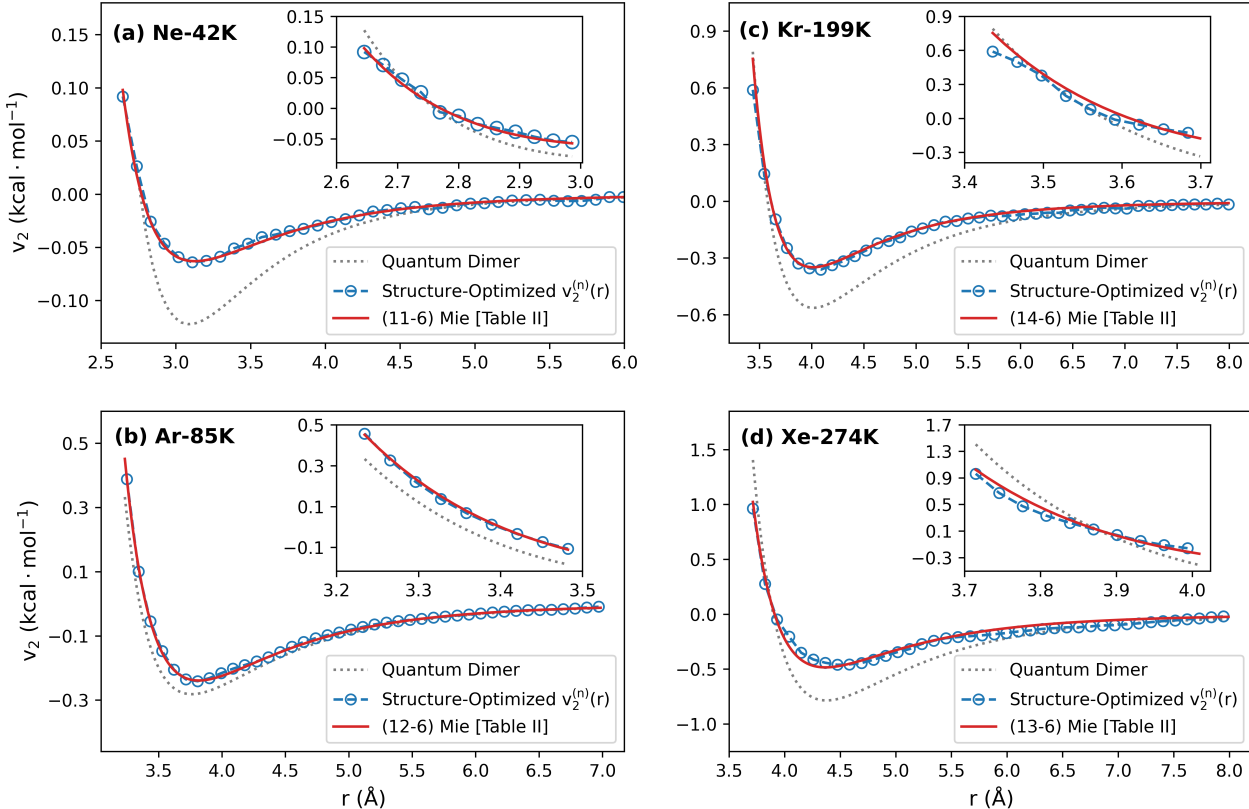 (a) Ne-42K
v₂ (kcal · mol⁻¹)
0.15
0.10
0.05
0.00
−0.05
−0.10
2.5 3.0 3.5 4.0 4.5 5.0 5.5 6.0
0.15
0.10
0.05
0.00
−0.05
2.6 2.7 2.8 2.9 3.0
Quantum Dimer
Structure-Optimized v₂⁽ⁿ⁾(r)
(11-6) Mie [Table II]
(c) Kr-199K
0.9
0.6
0.3
0.0
−0.3
−0.6
3.5 4.0 4.5 5.0 5.5 6.0 6.5 7.0 7.5 8.0
0.9
0.6
0.3
0.0
−0.3
3.4 3.5 3.6 3.7
Quantum Dimer
Structure-Optimized v₂⁽ⁿ⁾(r)
(14-6) Mie [Table II]
(b) Ar-85K
v₂ (kcal · mol⁻¹)
0.5
0.3
0.1
−0.1
−0.3
3.5 4.0 4.5 5.0 5.5 6.0 6.5 7.0
r (Å)
0.5
0.3
0.1
−0.1
3.2 3.3 3.4 3.5
Quantum Dimer
Structure-Optimized v₂⁽ⁿ⁾(r)
(12-6) Mie [Table II]
(d) Xe-274K
1.5
1.0
0.5
0.0
−0.5
−1.0
3.5 4.0 4.5 5.0 5.5 6.0 6.5 7.0 7.5 8.0
r (Å)
1.7
1.3
0.9
0.5
0.1
−0.3
3.7 3.8 3.9 4.0
Quantum Dimer
Structure-Optimized v₂⁽ⁿ⁾(r)
(13-6) Mie [Table II]